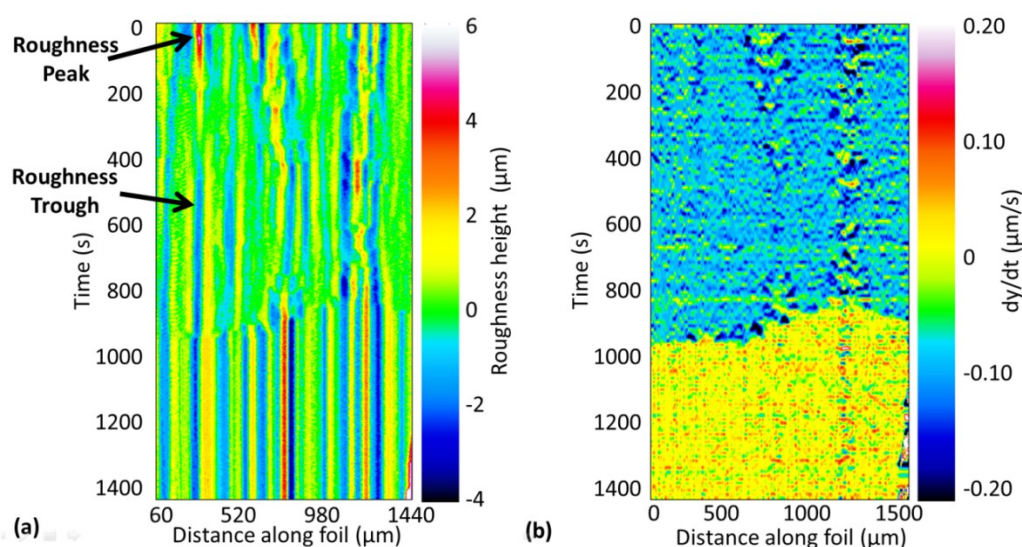 Roughness
Peak
Roughness
Trough
Time (s)
0
200
400
600
800
1000
1200
1400
60 520 980 1440
Distance along foil (μm)
(a)
6
4
2
0
-2
-4
Roughness height (μm)
Time (s)
0
200
400
600
800
1000
1200
1400
0 500 1000 1500
Distance along foil (μm)
(b)
0.20
0.10
0
-0.10
-0.20
dy/dt (μm/s)